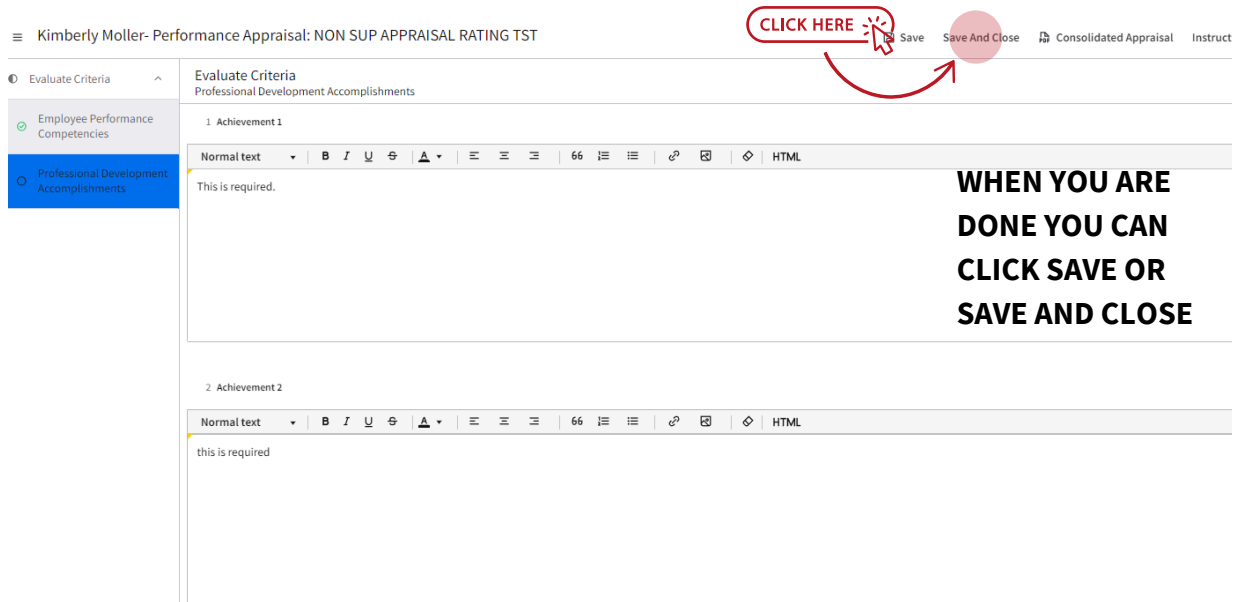 CLICK HERE
Kimberly Moller- Performance Appraisal: NON SUP APPRAISAL RATING TST
Save Save And Close Consolidated Appraisal Instruct
Evaluate Criteria
Employee Performance
Competencies
Professional Development
Accomplishments
Evaluate Criteria
Professional Development Accomplishments
1 Achievement 1
Normal text B I U S A 66 HTML
This is required.
WHEN YOU ARE
DONE YOU CAN
CLICK SAVE OR
SAVE AND CLOSE
2 Achievement 2
Normal text B I U S A 66 HTML
this is required